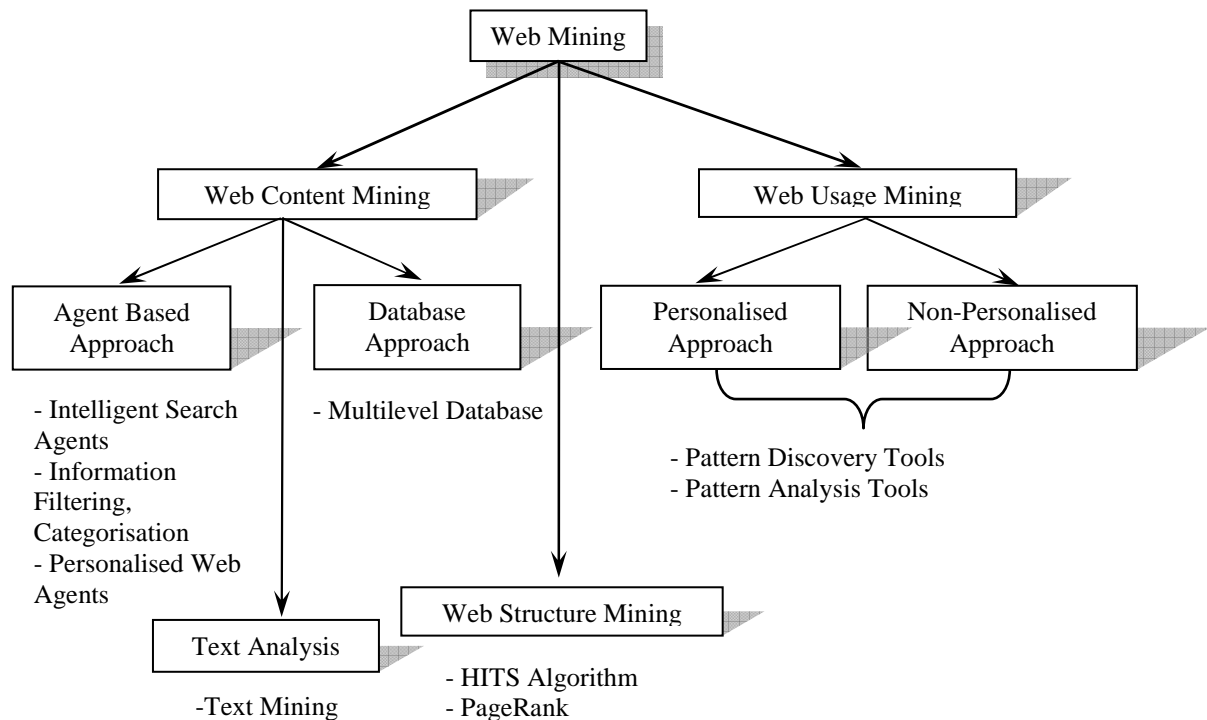 Web Mining
Web Content Mining
Web Usage Mining
Agent Based
Approach
Database
Approach
Personalised
Approach
Non-Personalised
Approach
- Intelligent Search
Agents
- Information
Filtering,
Categorisation
- Personalised Web
Agents
- Multilevel Database
- Pattern Discovery Tools
- Pattern Analysis Tools
Text Analysis
-Text Mining
Web Structure Mining
- HITS Algorithm
- PageRank